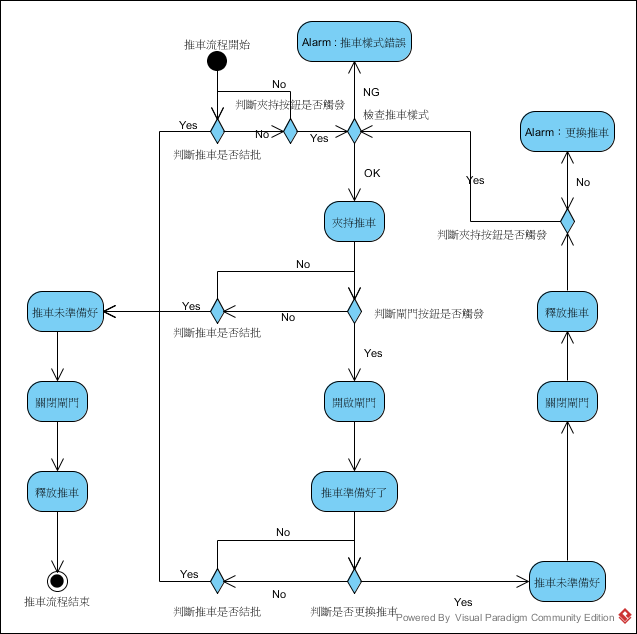 推車流程開始
Alarm : 推車樣式錯誤
No
NG
判斷夾持按鈕是否觸發
檢查推車樣式
Yes
No
Yes
Alarm：更換推車
判斷推車是否結批
OK
Yes
No
夾持推車
判斷夾持按鈕是否觸發
No
推車未準備好
Yes
No
判斷閘門按鈕是否觸發
釋放推車
判斷推車是否結批
Yes
關閉閘門
開啟閘門
關閉閘門
釋放推車
推車準備好了
No
Yes
No
Yes
推車未準備好
推車流程結束
判斷推車是否結批
判斷是否更換推車
Powered By Visual Paradigm Community Edition